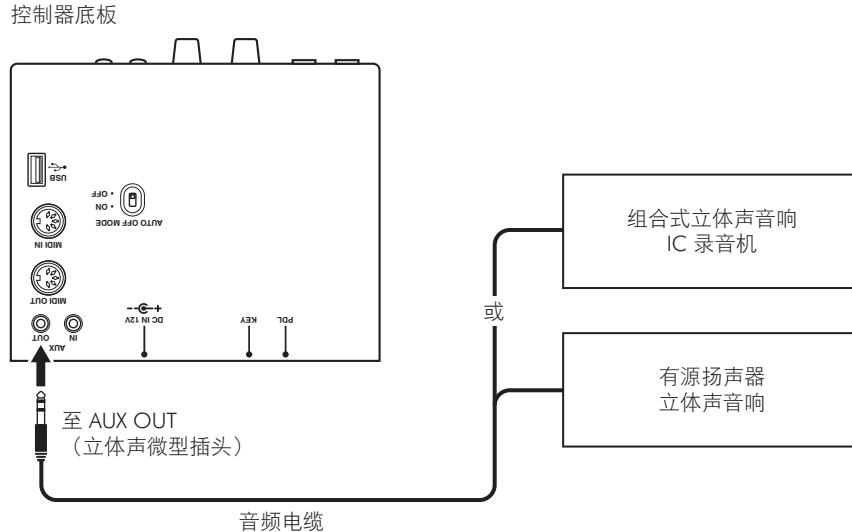 控制器底板
USB
OFF •
ON •
AUTO OFF MODE
MIDI IN
MIDI OUT
DC IN 12V
KEY
PDL
OUT
IN
AUX
至 AUX OUT
（立体声微型插头）
音频电缆
或
组合式立体声音响
IC 录音机
有源扬声器
立体声音响